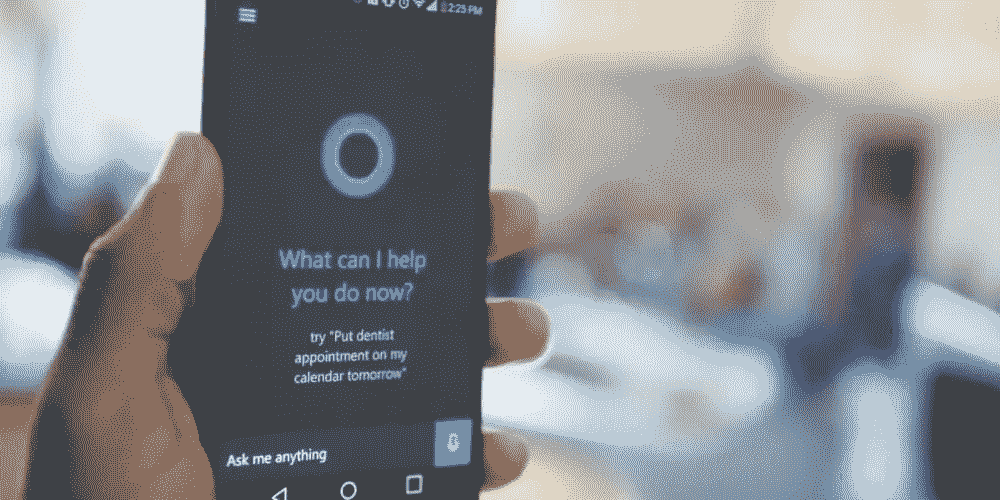 2:25 PM
What can I help
you do now?
try "Put dentist
appointment on my
calendar tomorrow"
Ask me anything